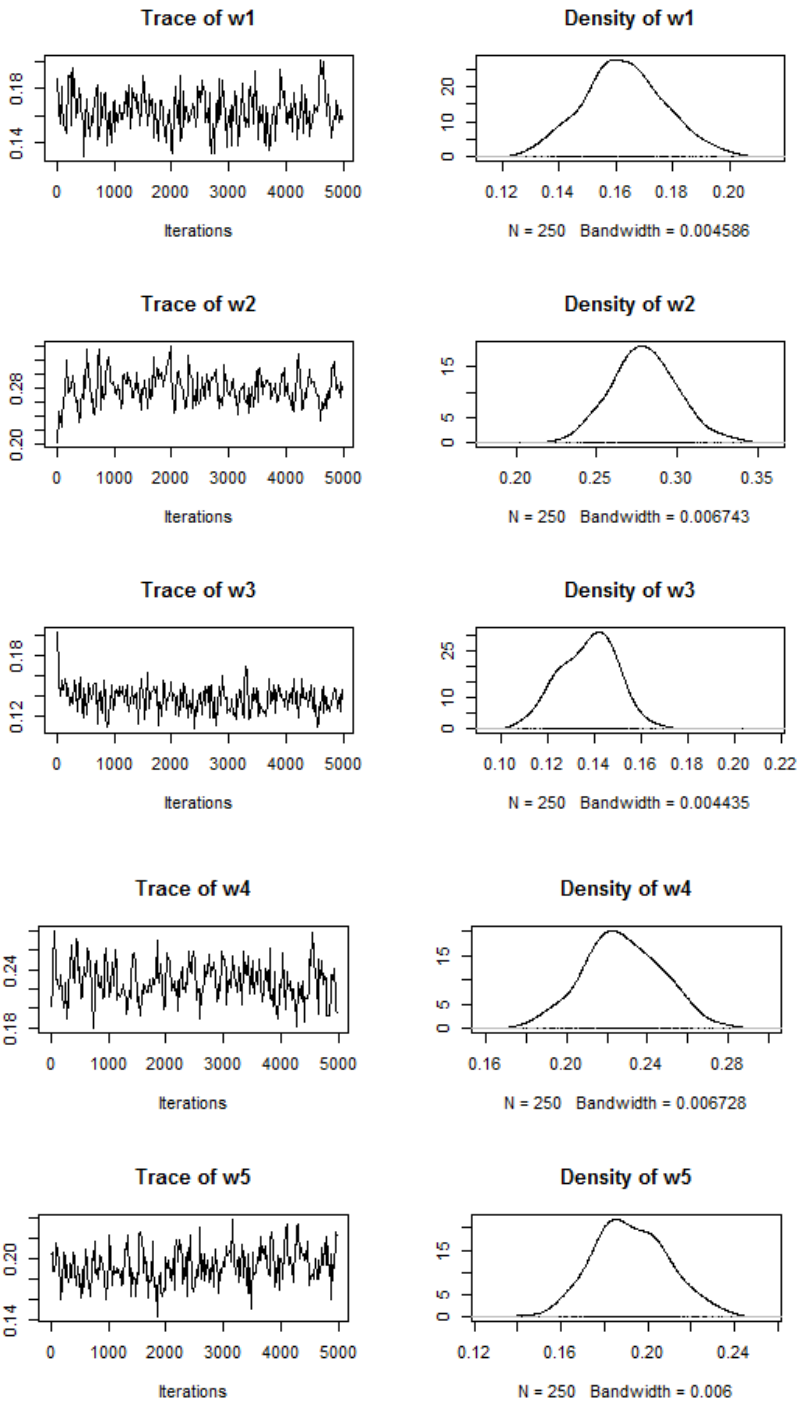 Trace of w1 Density of w1
0.14 0.18
0 10 20
0 1000 2000 3000 4000 5000
0.12 0.14 0.16 0.18 0.20
Iterations N = 250 Bandwidth = 0.004586
Trace of w2 Density of w2
0.20 0.28
0 5 15
0 1000 2000 3000 4000 5000
0.20 0.25 0.30 0.35
Iterations N = 250 Bandwidth = 0.006743
Trace of w3 Density of w3
0.12 0.18
0 10 25
0 1000 2000 3000 4000 5000
0.10 0.12 0.14 0.16 0.18 0.20 0.22
Iterations N = 250 Bandwidth = 0.004435
Trace of w4 Density of w4
0.18 0.24
0 5 15
0 1000 2000 3000 4000 5000
0.16 0.20 0.24 0.28
Iterations N = 250 Bandwidth = 0.006728
Trace of w5 Density of w5
0.14 0.20
0 5 15
0 1000 2000 3000 4000 5000
0.12 0.16 0.20 0.24
Iterations N = 250 Bandwidth = 0.006